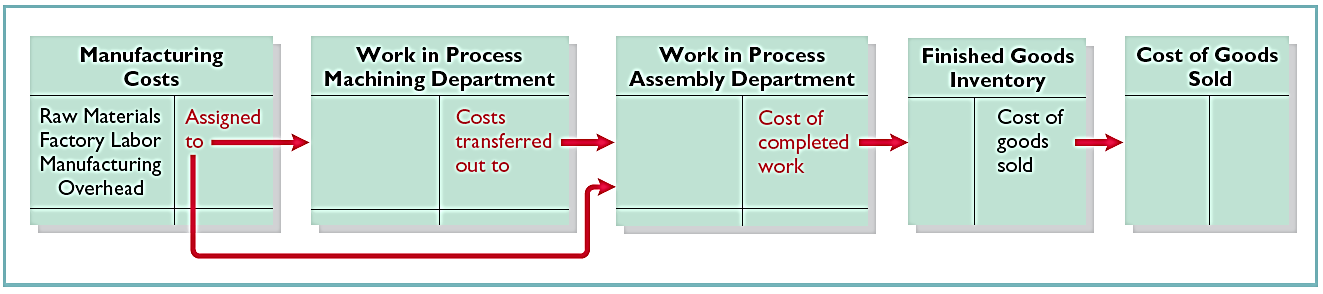 Manufacturing
Costs
Raw Materials
Factory Labor
Manufacturing
Overhead
Assigned
to
Work in Process
Machining Department
Costs
transferred
out to
Work in Process
Assembly Department
Cost of
completed
work
Finished Goods
Inventory
Cost of
goods
sold
Cost of Goods
Sold